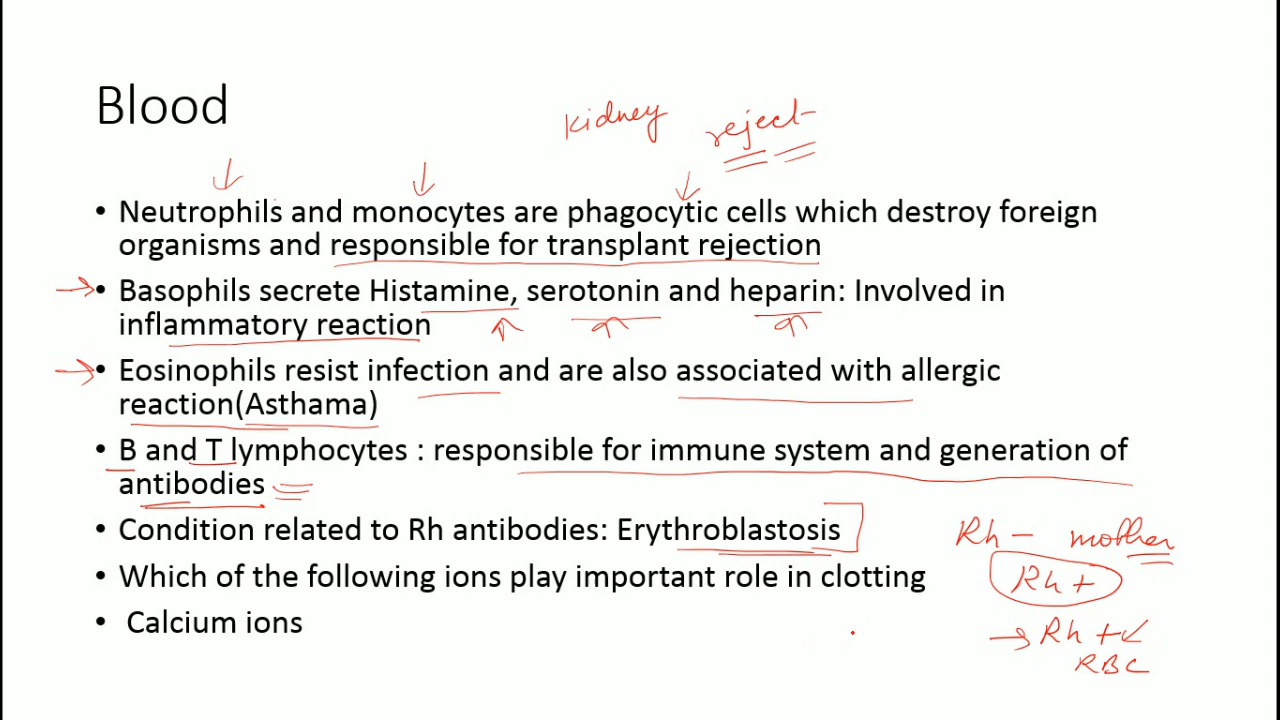 Blood
kidney reject-
• Neutrophils and monocytes are phagocytic cells which destroy foreign
organisms and responsible for transplant rejection
• Basophils secrete Histamine, serotonin and heparin: Involved in
inflammatory reaction
• Eosinophils resist infection and are also associated with allergic
reaction(Asthama)
• B and T lymphocytes : responsible for immune system and generation of
antibodies
• Condition related to Rh antibodies: Erythroblastosis
Rh - mother
• Which of the following ions play important role in clotting
Rh +
• Calcium ions
→ Rh +
RBC